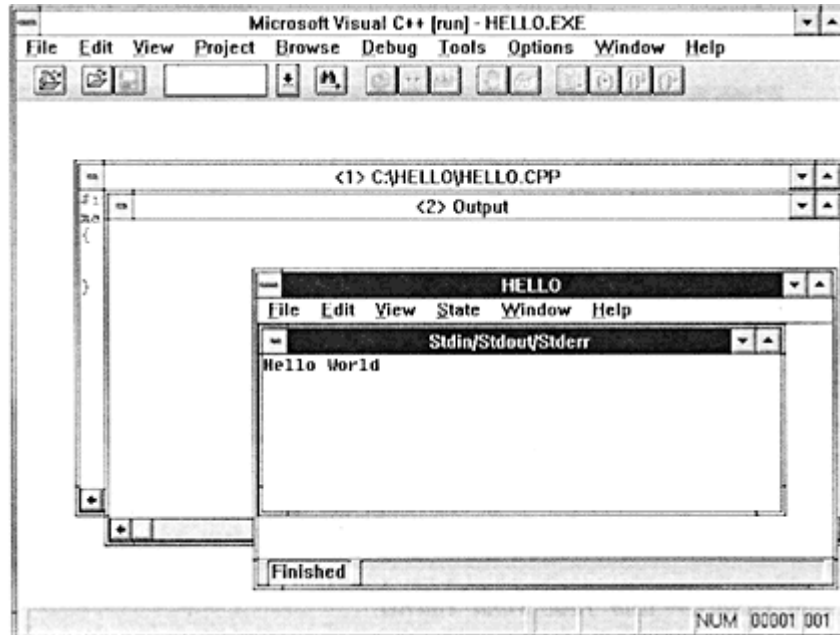 Microsoft Visual C++ [run] - HELLO.EXE
File Edit View Project Browse Debug Tools Options Window Help
<1> C:\HELLO\HELLO.CPP
<2> Output
{
}
HELLO
File Edit View State Window Help
Stdin/Stdout/Stderr
Hello World
Finished
NUM 00001 001